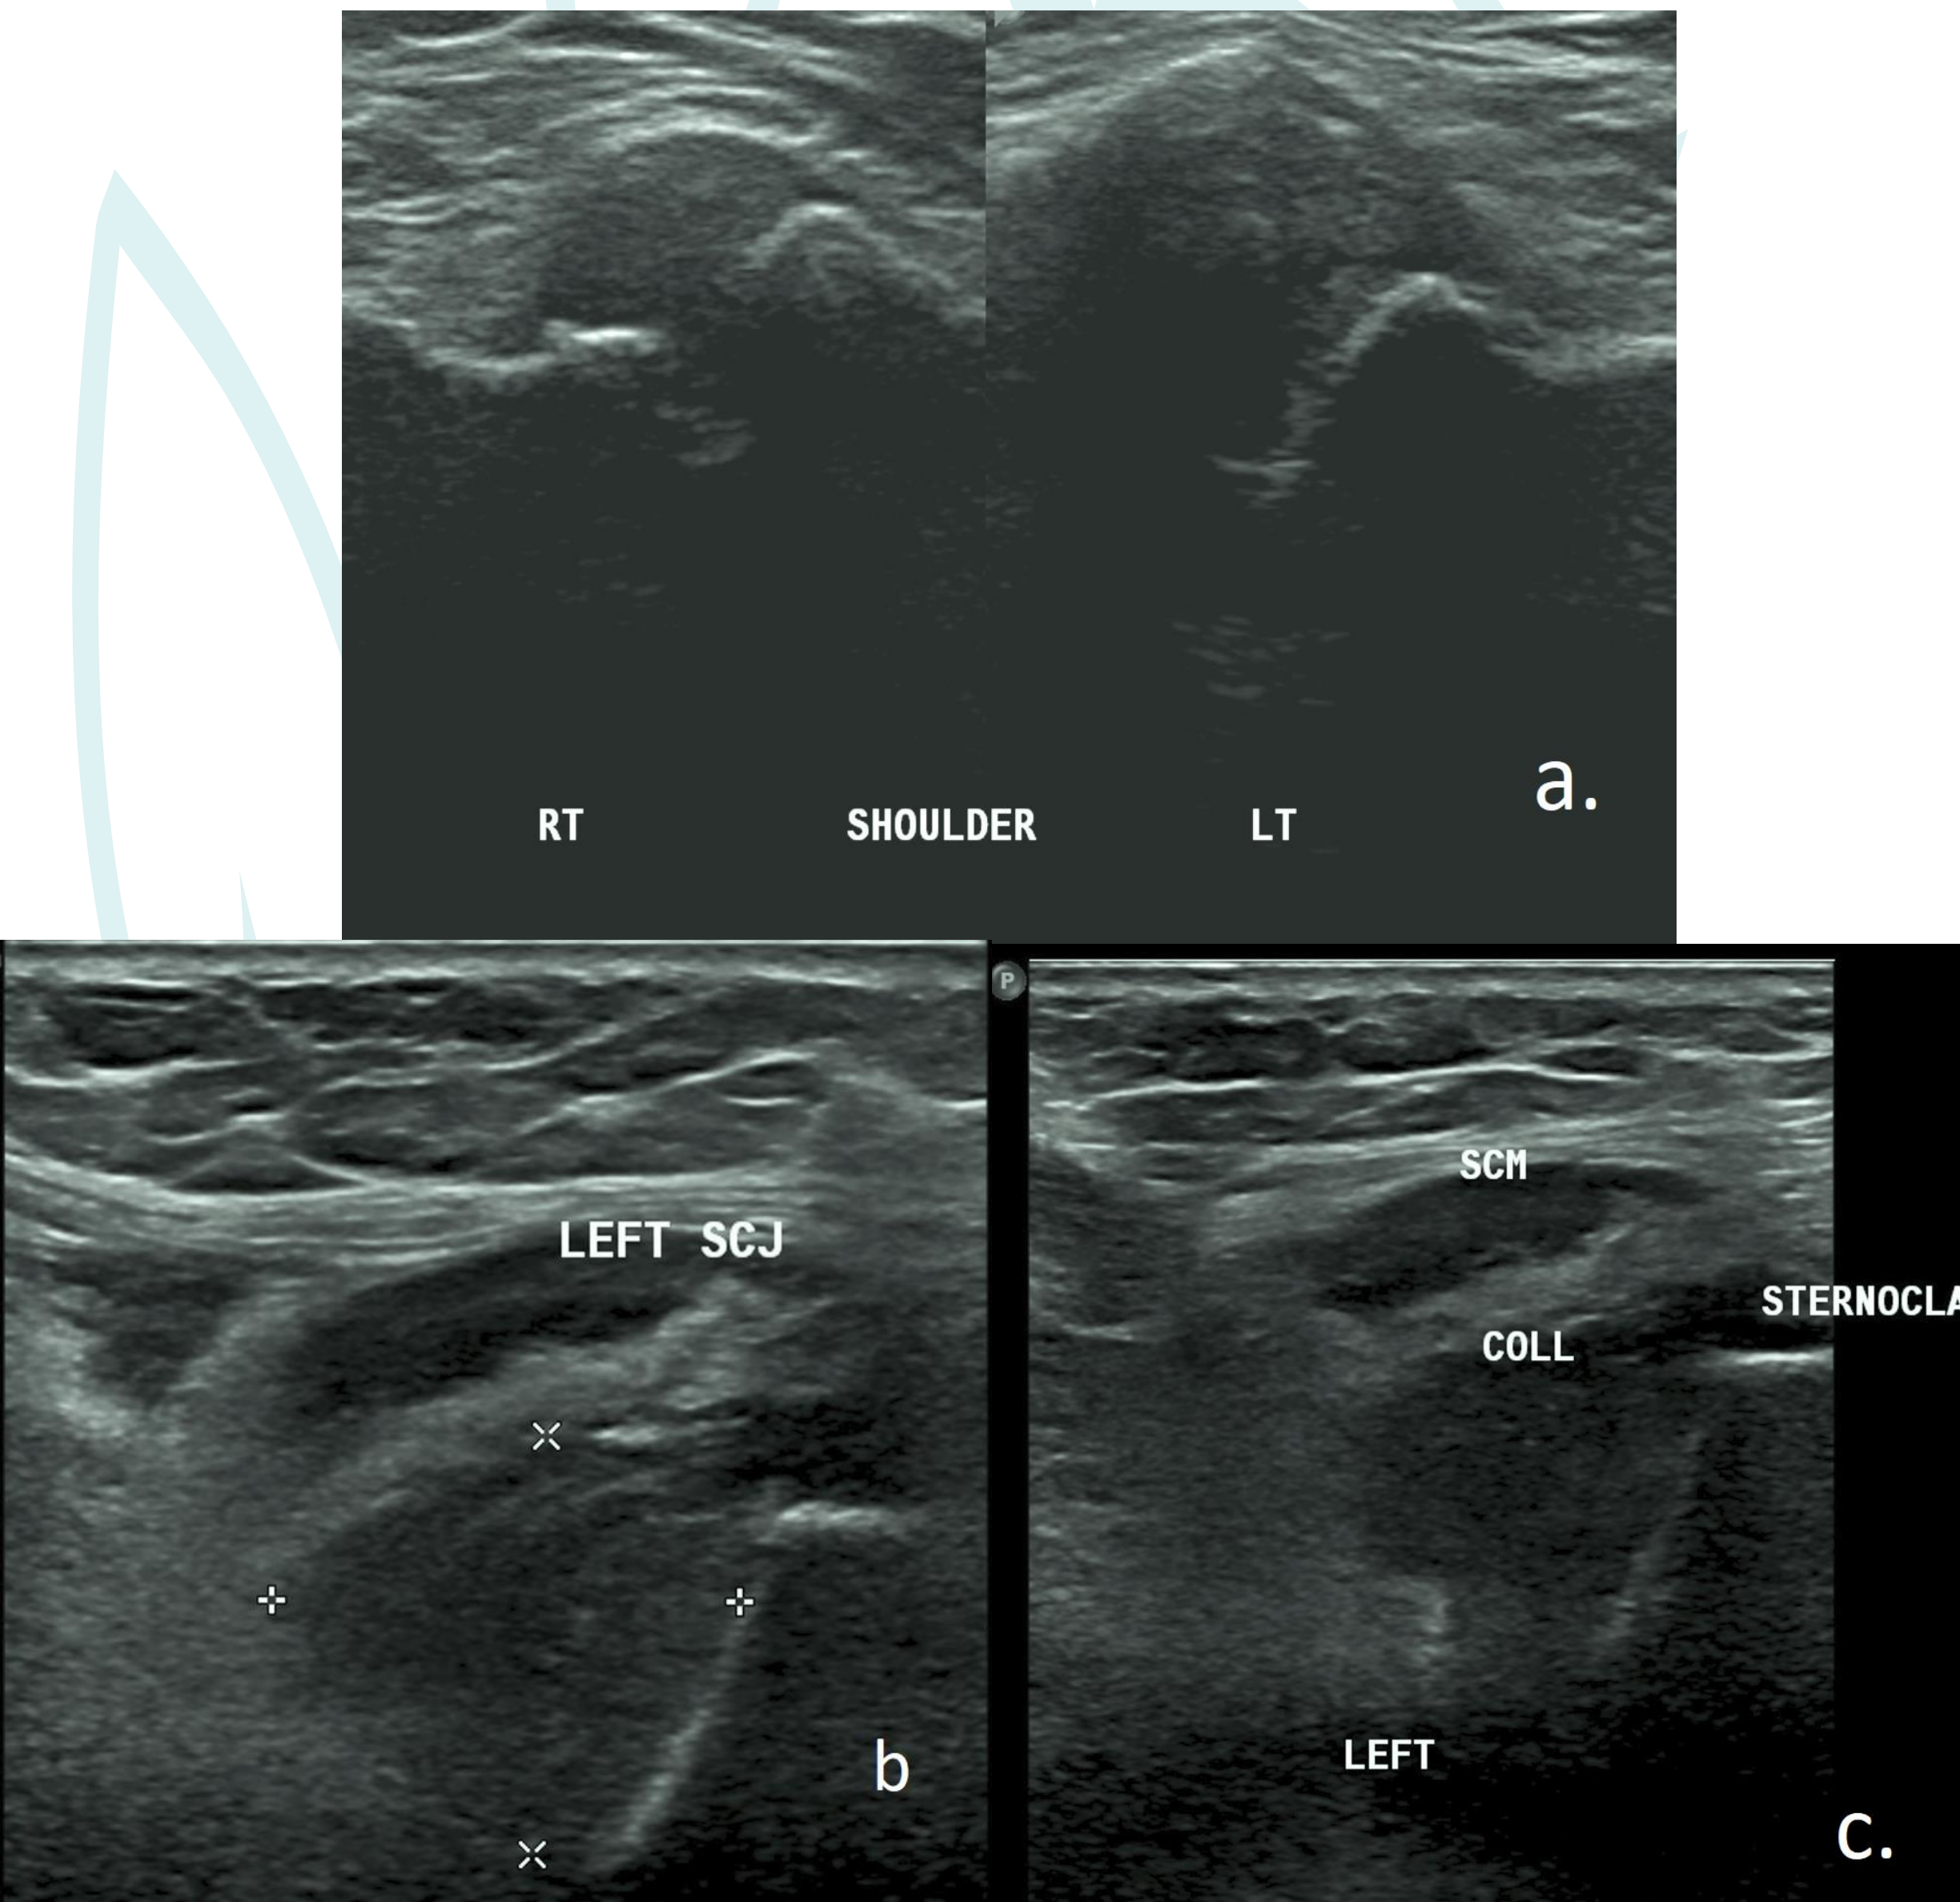 RT SHOULDER LT
a.
LEFT SCJ
b
P
SCM
STERNOCLA
COLL
LEFT
c.